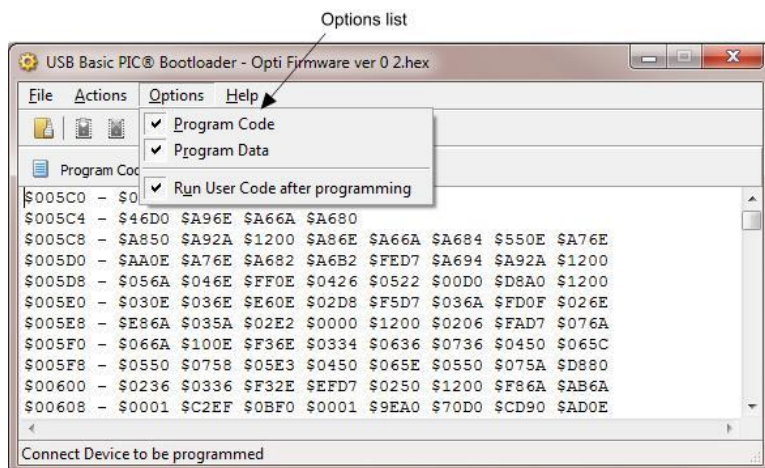 Options list
USB Basic PIC® Bootloader - Opti Firmware ver 0 2.hex
File Actions Options Help
Program Code
Program Data
Program
Run User Code after programming
$005C0 –
$005C4 – $46D0 $A96E $A66A $A680
$005C8 – $A850 $A92A $1200 $A86E $A66A $A684 $550E $A76E
$005D0 – $AA0E $A76E $A682 $A6B2 $FED7 $A694 $A92A $1200
$005D8 – $056A $046E $FF0E $0426 $0522 $00D0 $D8A0 $1200
$005E0 – $030E $036E $E60E $02D8 $F5D7 $036A $FD0F $026E
$005E8 – $E86A $035A $02E2 $0000 $1200 $0206 $FAD7 $076A
$005F0 – $066A $100E $F36E $0334 $0636 $0736 $0450 $065C
$005F8 – $0550 $0758 $05E3 $0450 $065E $0550 $075A $D880
$00600 – $0236 $0336 $F32E $EFD7 $0250 $1200 $F86A $AB6A
$00608 – $0001 $C2EF $0BF0 $0001 $9EA0 $70D0 $CD90 $AD0E
Connect Device to be programmed